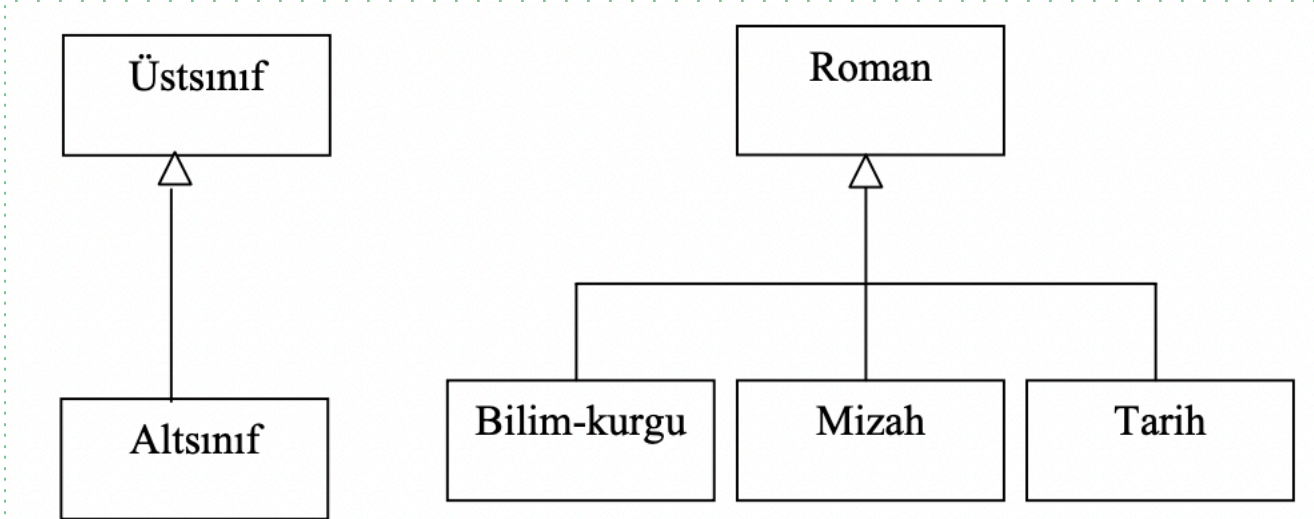 Üstsınıf
Roman
Altsınıf
Bilim-kurgu
Mizah
Tarih